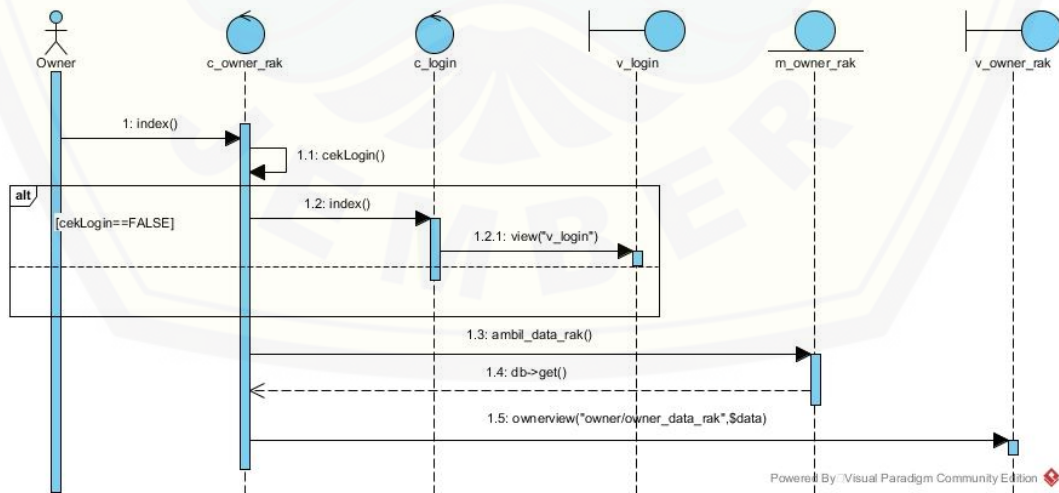 Owner
c_owner_rak
c_login
v_login
m_owner_rak
v_owner_rak
1: index()
1.1: cekLogin()
alt
[cekLogin==FALSE]
1.2: index()
1.2.1: view("v_login")
1.3: ambil_data_rak()
1.4: db->get()
1.5: ownerview("owner/owner_data_rak",$data)
Powered By Visual Paradigm Community Edition
JEMBER